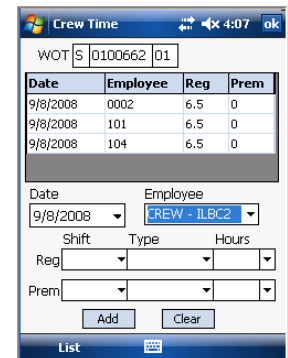 Crew Time 4:07 ok
WOT S 0100662 01
Date Employee Reg Prem
9/8/2008 0002 6.5 0
9/8/2008 101 6.5 0
9/8/2008 104 6.5 0
Date Employee
9/8/2008 CREW - ILBC2
Shift Type Hours
Reg
Prem
Add Clear
List